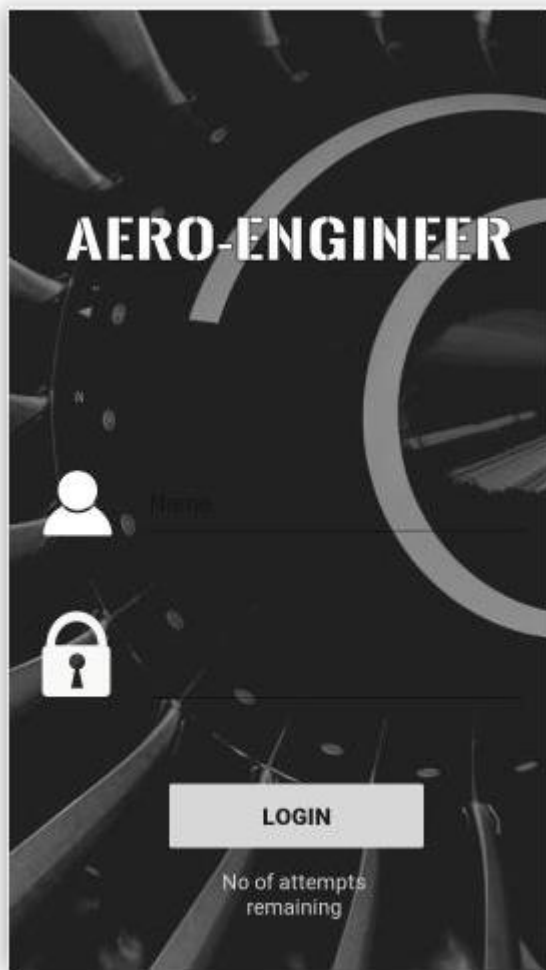 AERO-ENGINEER
Name
LOGIN
No of attempts
remaining